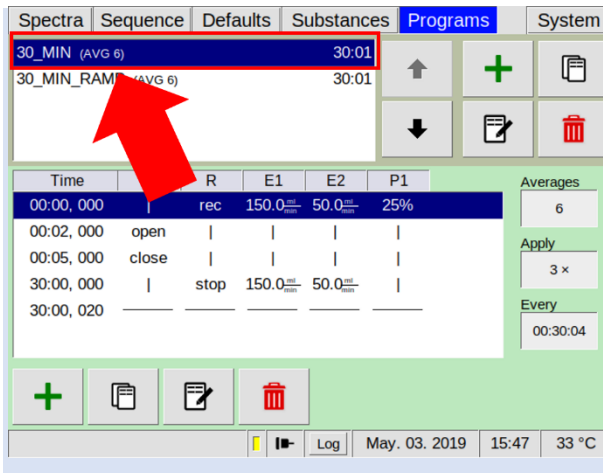 Spectra Sequence Defaults Substances Programs System
30_MIN (AVG 6) 30:01
30_MIN_RAMP (AVG 6) 30:01
Time R E1 E2 P1
00:00, 000 | rec 150.0 ml/min 50.0 ml/min 25%
00:02, 000 open | | | |
00:05, 000 close | | | |
30:00, 000 | stop 150.0 ml/min 50.0 ml/min |
30:00, 020
Averages
6
Apply
3 ×
Every
00:30:04
Log May. 03. 2019 15:47 33 °C